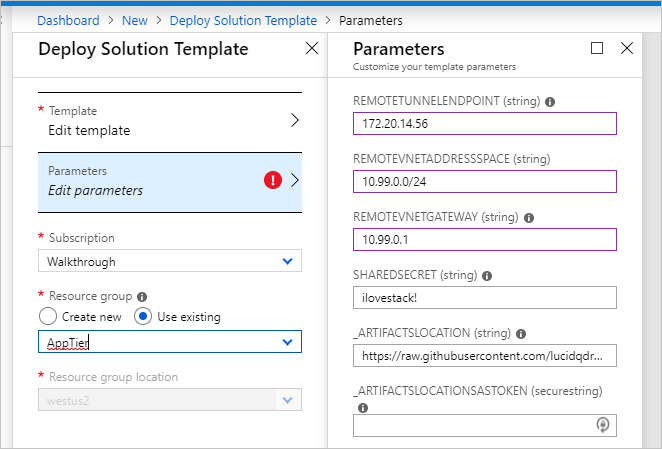 Dashboard > New > Deploy Solution Template > Parameters
Deploy Solution Template
* Template
Edit template
Parameters
Edit parameters
* Subscription
Walkthrough
* Resource group
Create new
Use existing
AppTier
* Resource group location
westus2
Parameters
Customize your template parameters
REMOTETUNNELENDPOINT (string)
172.20.14.56
REMOTEVNETADDRESSSPACE (string)
10.99.0.0/24
REMOTEVNETGATEWAY (string)
10.99.0.1
SHAREDSECRET (string)
ilovestack!
_ARTIFACTSLOCATION (string)
https://raw.githubusercontent.com/lucidqdr...
_ARTIFACTSLOCATIONSASTOKEN (securestring)